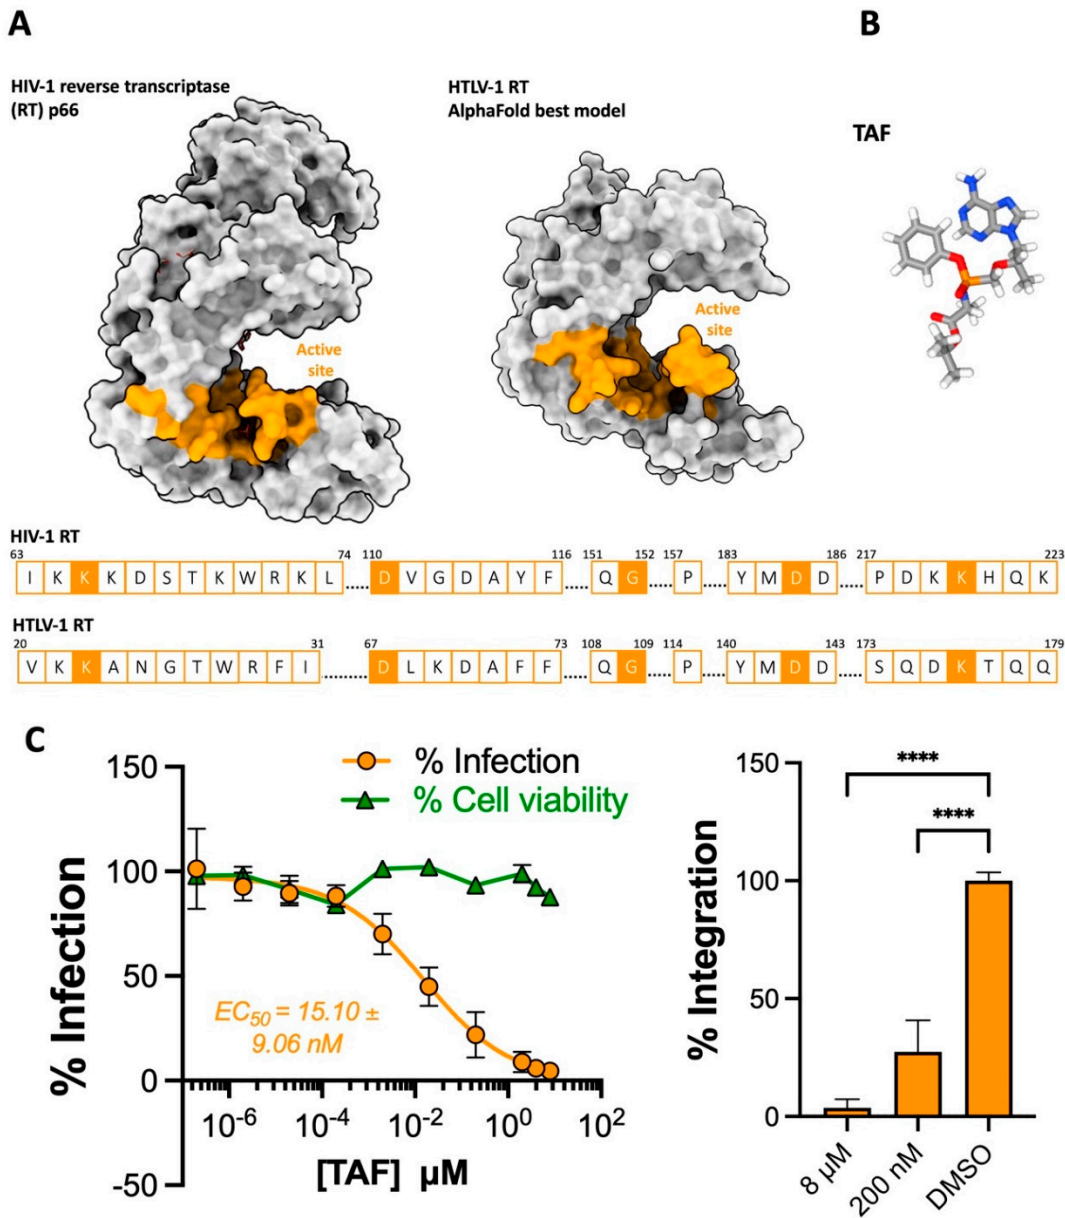 A
B
HIV-1 reverse transcriptase
(RT) p66
HTLV-1 RT
AlphaFold best model
TAF
Active
site
Active
site
HIV-1 RT
63 74 110 116 151 152 157 183 186 217 223
I K K K D S T K W R K L ...... D V G D A Y F ...... Q G ...... P ...... Y M D D ...... P D K K H Q K
HTLV-1 RT
20 31 67 73 108 109 114 140 143 173 179
V K K A N G T W R F I ...... D L K D A F F ...... Q G ...... P ...... Y M D D ...... S Q D K T Q Q
C
% Infection
% Cell viability
150
100
50
0
-50
% Infection
EC50 = 15.10 ±
9.06 nM
10-6 10-4 10-2 100 102
[TAF] µM
% Integration
150
100
50
0
****
****
8 µM
200 nM
DMSO